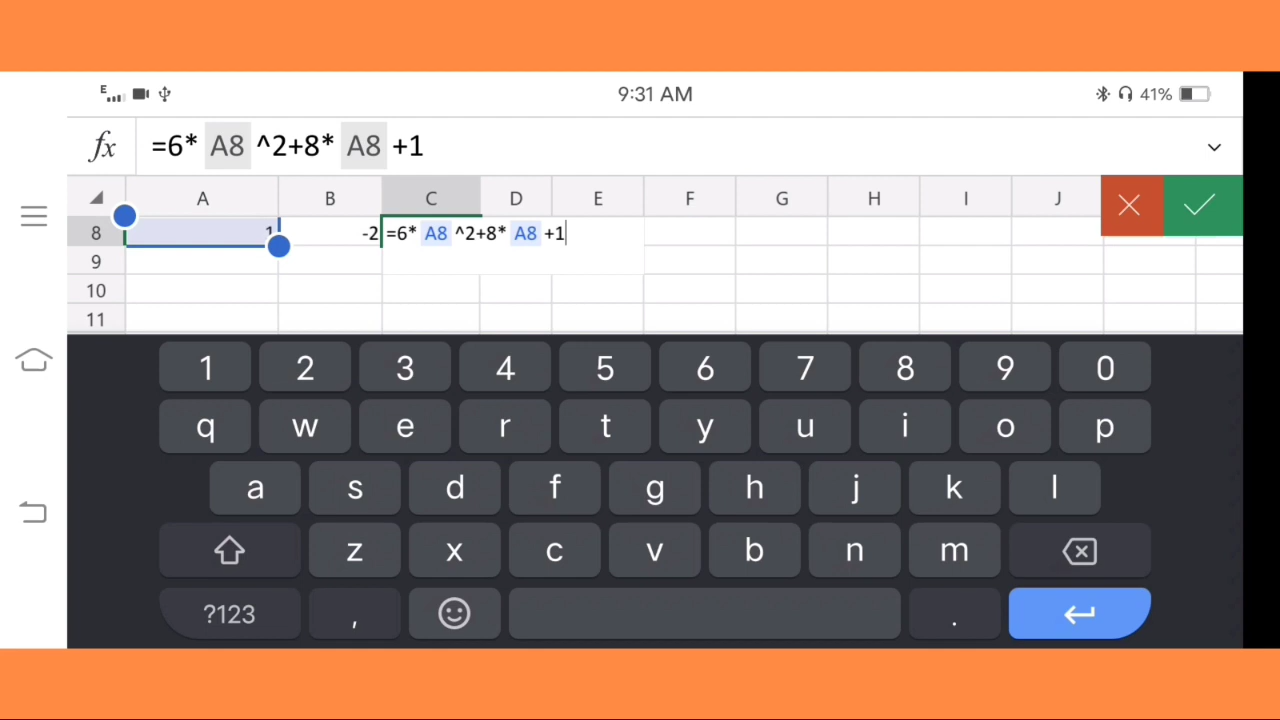 E 9:31 AM 41%
fx =6* A8 ^2+8* A8 +1
A B C D E F G H I J
8 1 -2 =6* A8 ^2+8* A8 +1
9
10
11
1 2 3 4 5 6 7 8 9 0
q w e r t y u i o p
a s d f g h j k l
z x c v b n m
?123 , .